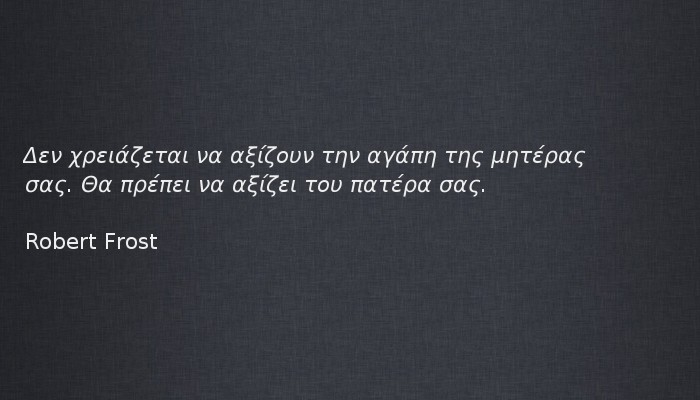 Δεν χρειάζεται να αξίζουν την αγάπη της μητέρας
σας. Θα πρέπει να αξίζει του πατέρα σας.
Robert Frost